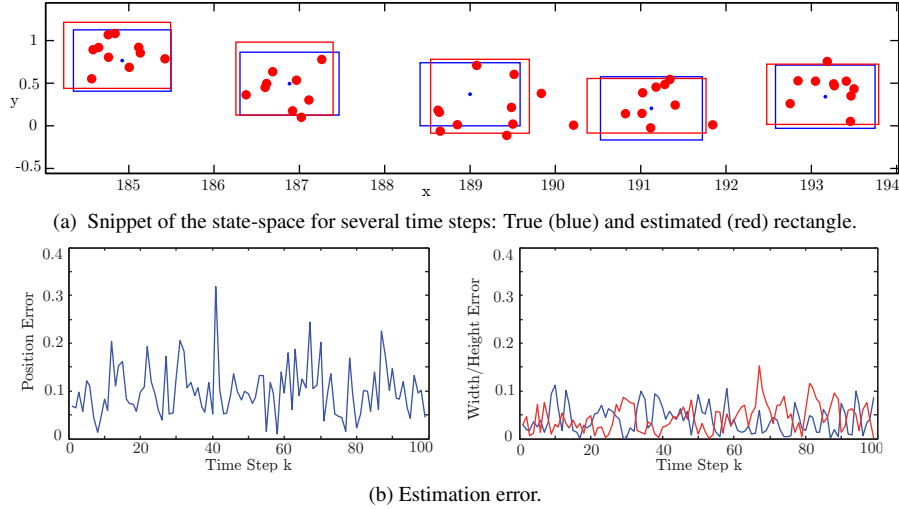 1
y
0.5
0
-0.5
185 186 187 188 189 190 191 192 193 194
x
(a) Snippet of the state-space for several time steps: True (blue) and estimated (red) rectangle.
0.4
0.3
0.2
0.1
0
Position Error
0 20 40 60 80 100
Time Step k
0.4
0.3
0.2
0.1
0
Width/Height Error
0 20 40 60 80 100
Time Step k
(b) Estimation error.